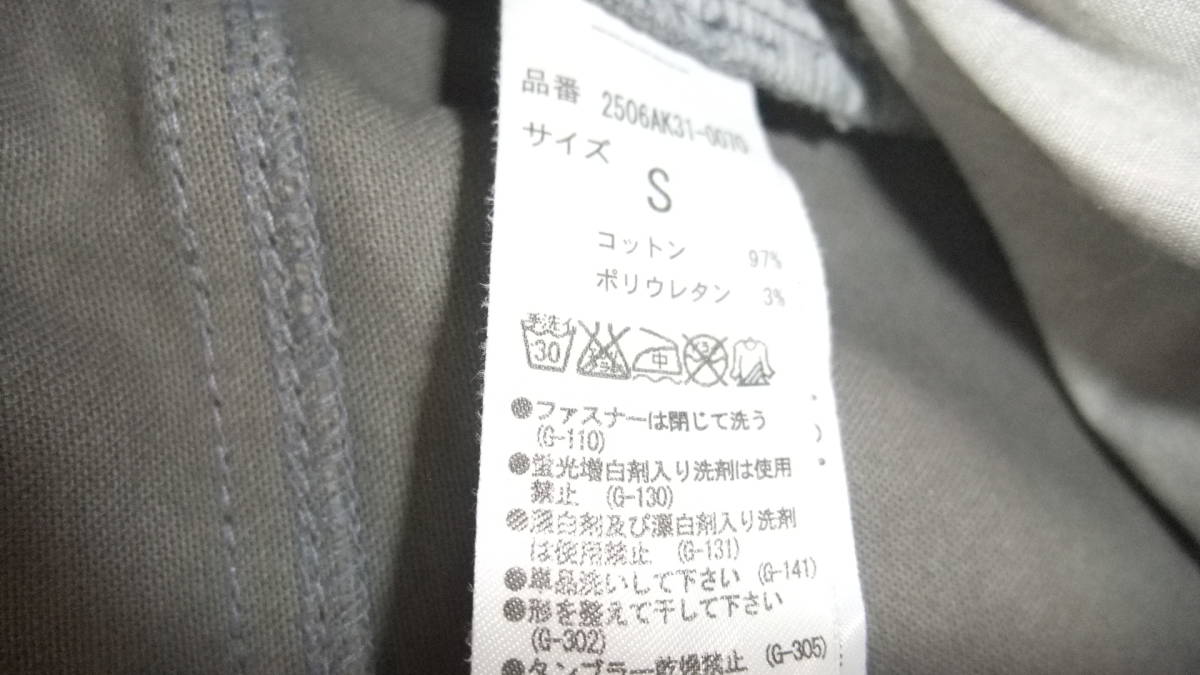 品番 2506AK31-0070
サイズ
S
コットン 97%
ポリウレタン 3%
手洗イ
30
中
●ファスナーは閉じて洗う
(G-110)
●蛍光増白剤入り洗剤は使用
禁止 (G-130)
●漂白剤及び漂白剤入り洗剤
は使用禁止 (G-131)
●単品洗いして下さい (G-141)
●形を整えて干して下さい
(G-302)
●タンブラー乾燥禁止 (G-305)